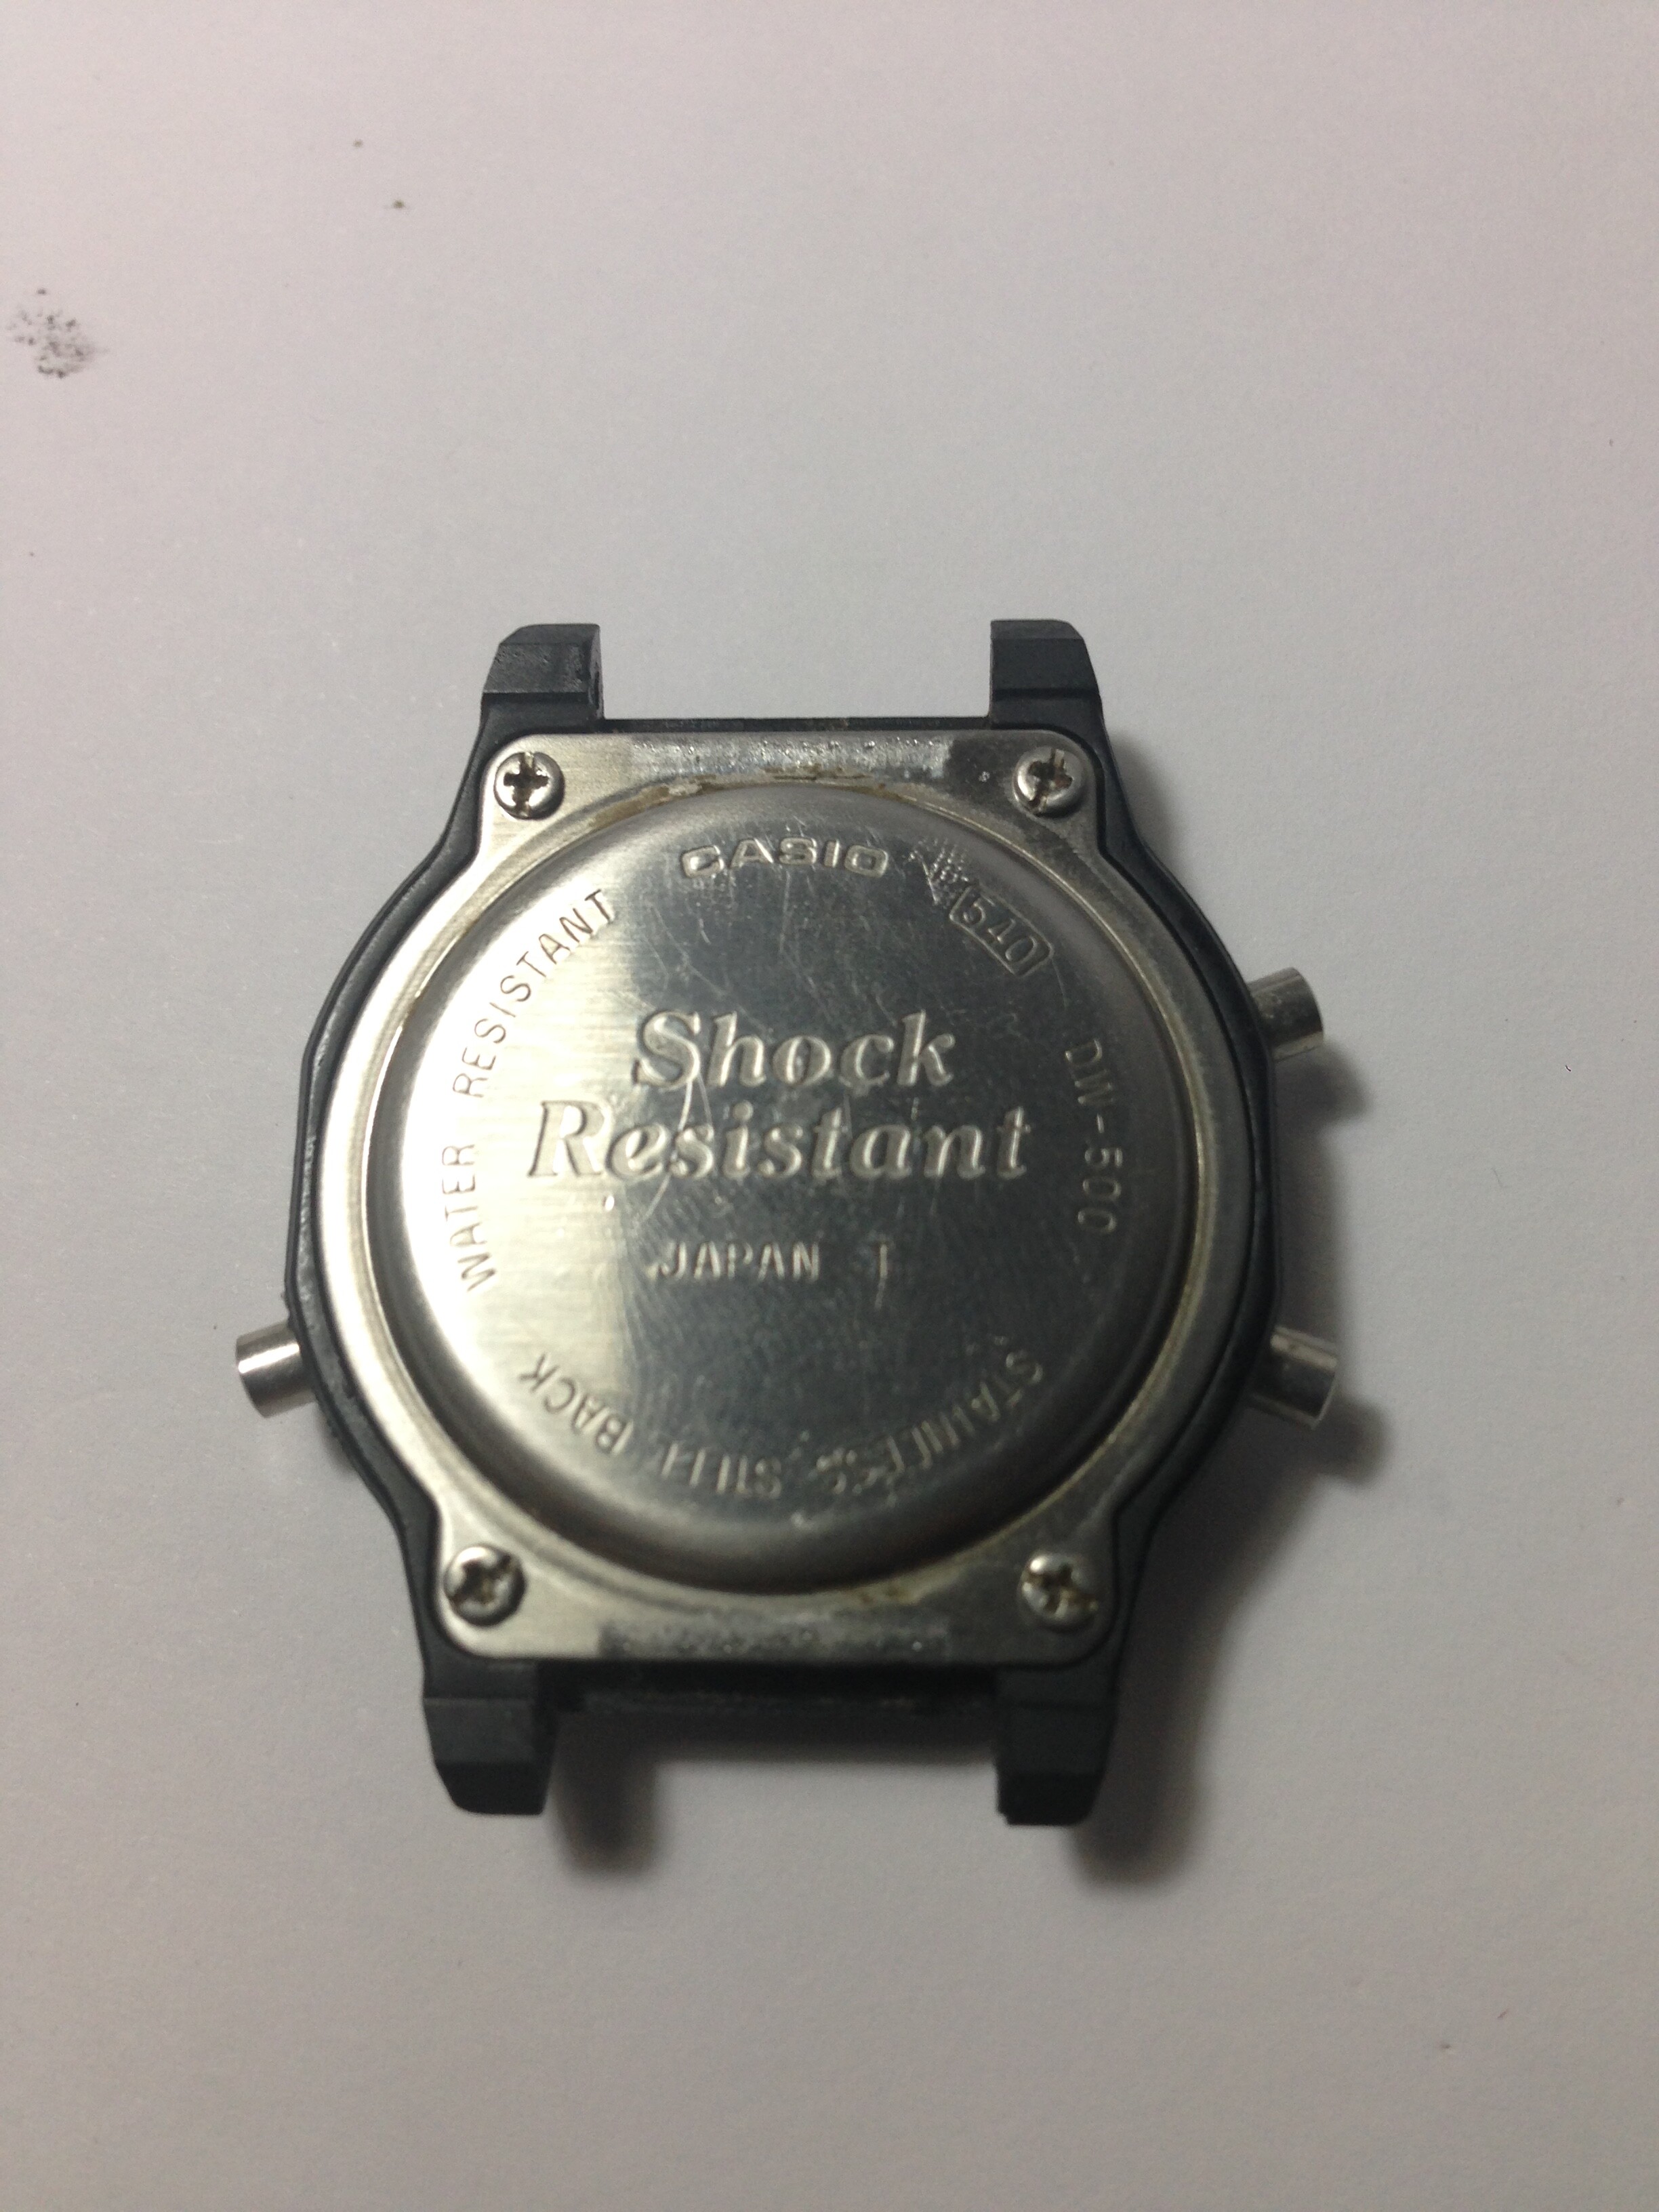 CASIO
540
DW-500
WATER RESISTANT
Shock
Resistant
JAPAN T
STAINLESS STEEL BACK